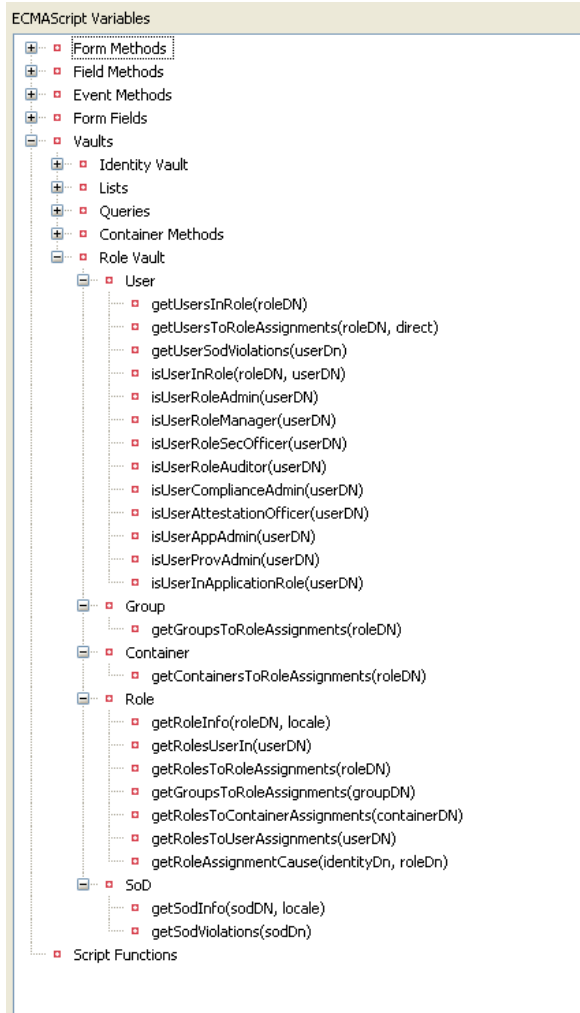 ECMAScript Variables
Form Methods
Field Methods
Event Methods
Form Fields
Vaults
Identity Vault
Lists
Queries
Container Methods
Role Vault
User
getUsersInRole(roleDN)
getUsersToRoleAssignments(roleDN, direct)
getUserSodViolations(userDn)
isUserInRole(roleDN, userDN)
isUserRoleAdmin(userDN)
isUserRoleManager(userDN)
isUserRoleSecOfficer(userDN)
isUserRoleAuditor(userDN)
isUserComplianceAdmin(userDN)
isUserAttestationOfficer(userDN)
isUserAppAdmin(userDN)
isUserProvAdmin(userDN)
isUserInApplicationRole(userDN)
Group
getGroupsToRoleAssignments(roleDN)
Container
getContainersToRoleAssignments(roleDN)
Role
getRoleInfo(roleDN, locale)
getRolesUserIn(userDN)
getRolesToRoleAssignments(roleDN)
getGroupsToRoleAssignments(groupDN)
getRolesToContainerAssignments(containerDN)
getRolesToUserAssignments(userDN)
getRoleAssignmentCause(identityDn, roleDn)
SoD
getSodInfo(sodDN, locale)
getSodViolations(sodDn)
Script Functions